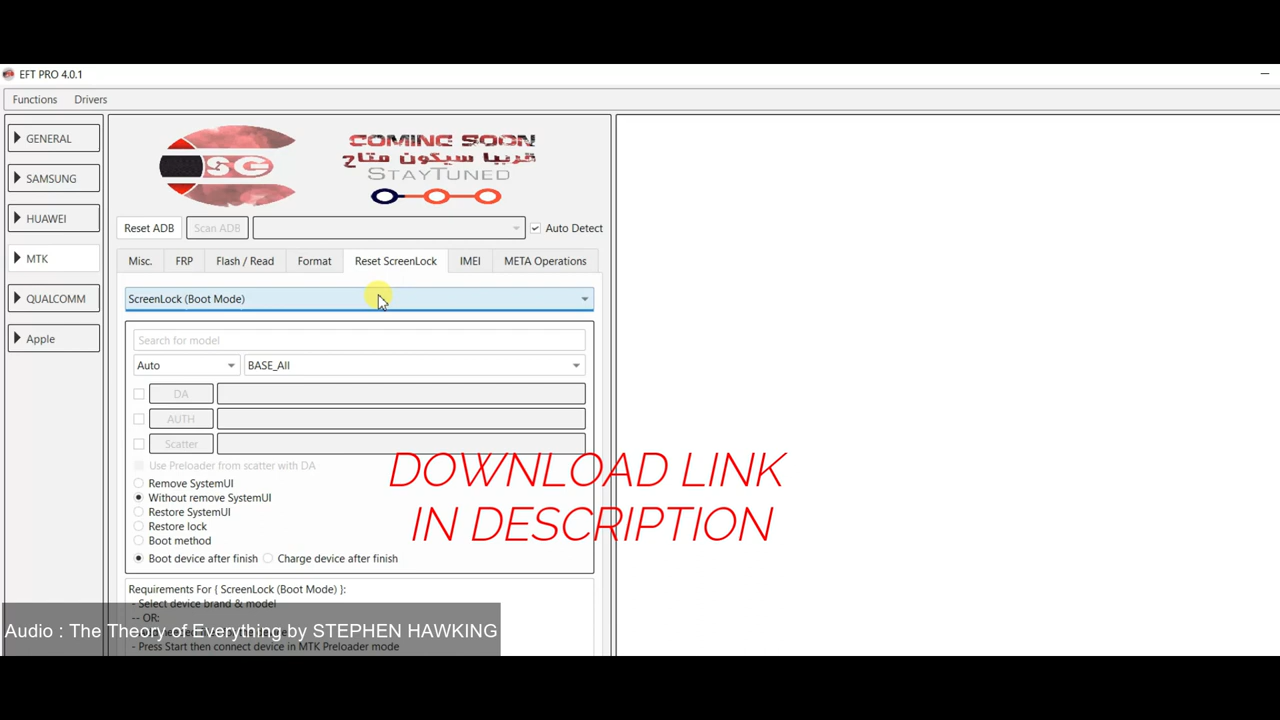 EFT PRO 4.0.1
Functions Drivers
GENERAL
SAMSUNG
HUAWEI
MTK
QUALCOMM
Apple
SG
COMING SOON
قريبا سيكون متاح
STAYTUNED
Reset ADB Scan ADB Auto Detect
Misc. FRP Flash / Read Format Reset ScreenLock IMEI META Operations
ScreenLock (Boot Mode)
Search for model
Auto BASE_All
DA
AUTH
Scatter
Use Preloader from scatter with DA
Remove SystemUI
Without remove SystemUI
Restore SystemUI
Restore lock
Boot method
Boot device after finish Charge device after finish
DOWNLOAD LINK
IN DESCRIPTION
Requirements For { ScreenLock (Boot Mode) }:
- Select device brand & model
-- OR:
Audio : The Theory of Everything by STEPHEN HAWKING
- Press Start then connect device in MTK Preloader mode